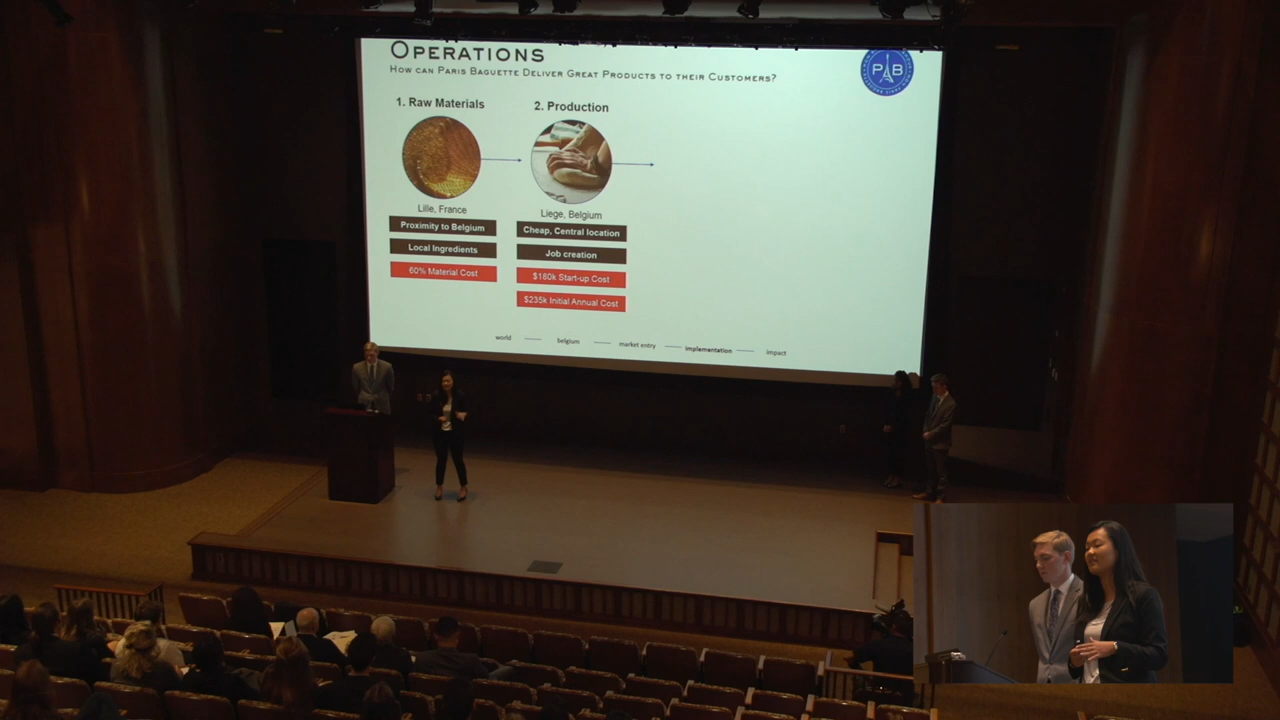 OPERATIONS
HOW CAN PARIS BAGUETTE DELIVER GREAT PRODUCTS TO THEIR CUSTOMERS?
PB
1. Raw Materials
2. Production
Lille, France
Liege, Belgium
Proximity to Belgium
Cheap, Central location
Local Ingredients
Job creation
60% Material Cost
$180k Start-up Cost
$235k Initial Annual Cost
world
belgium
market entry
implementation
impact